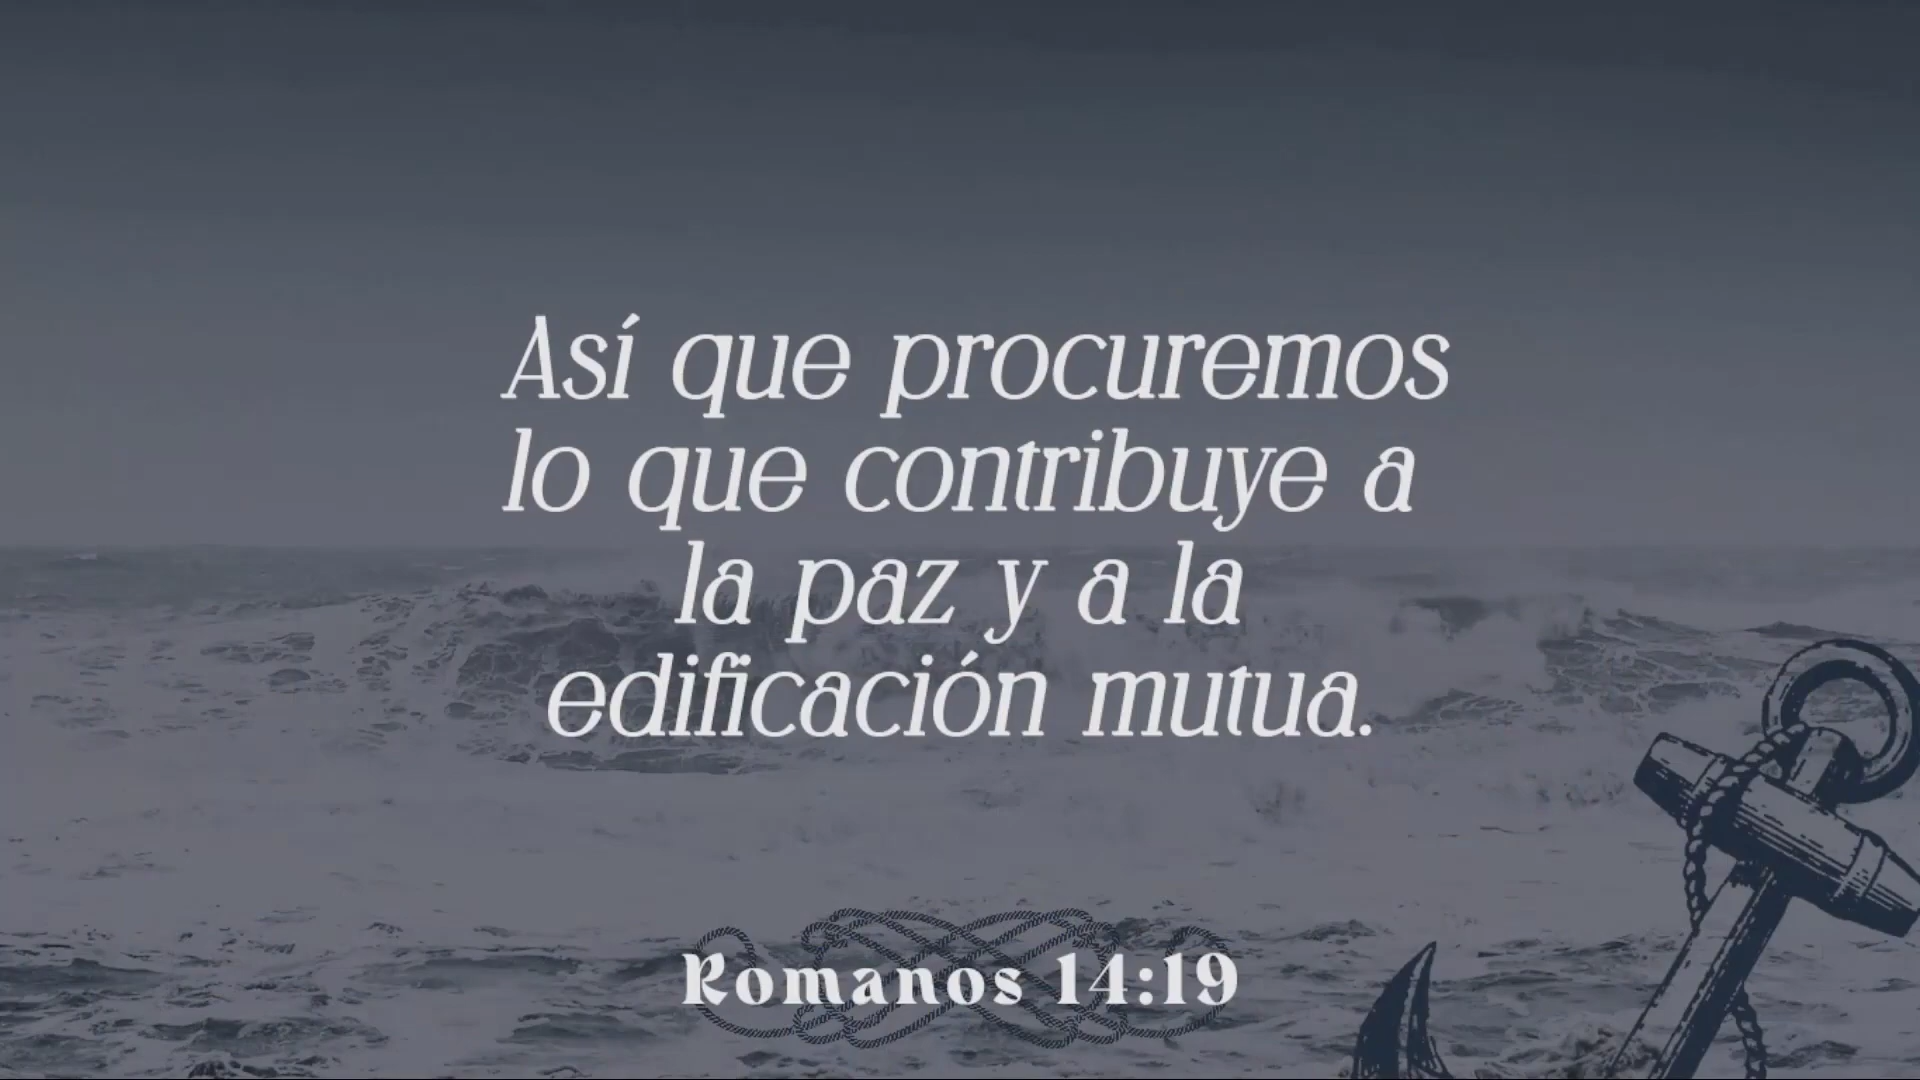 Así que procuremos
lo que contribuye a
la paz y a la
edificación mutua.
Romanos 14:19